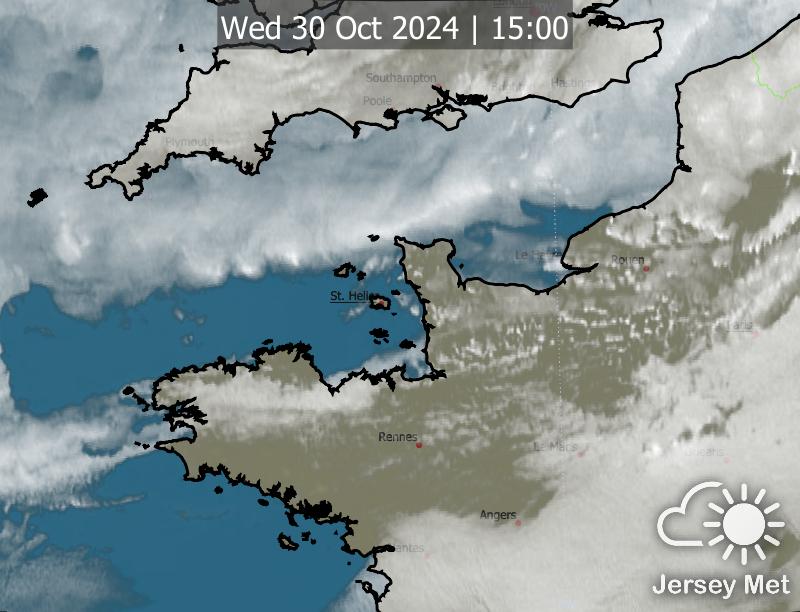 Wed 30 Oct 2024 | 15:00
Southampton
Hastings
Poole
Plymouth
Le Havre
Rouen
St. Helier
Paris
Rennes
Le Mans
Orleans
Angers
Nantes
Jersey Met